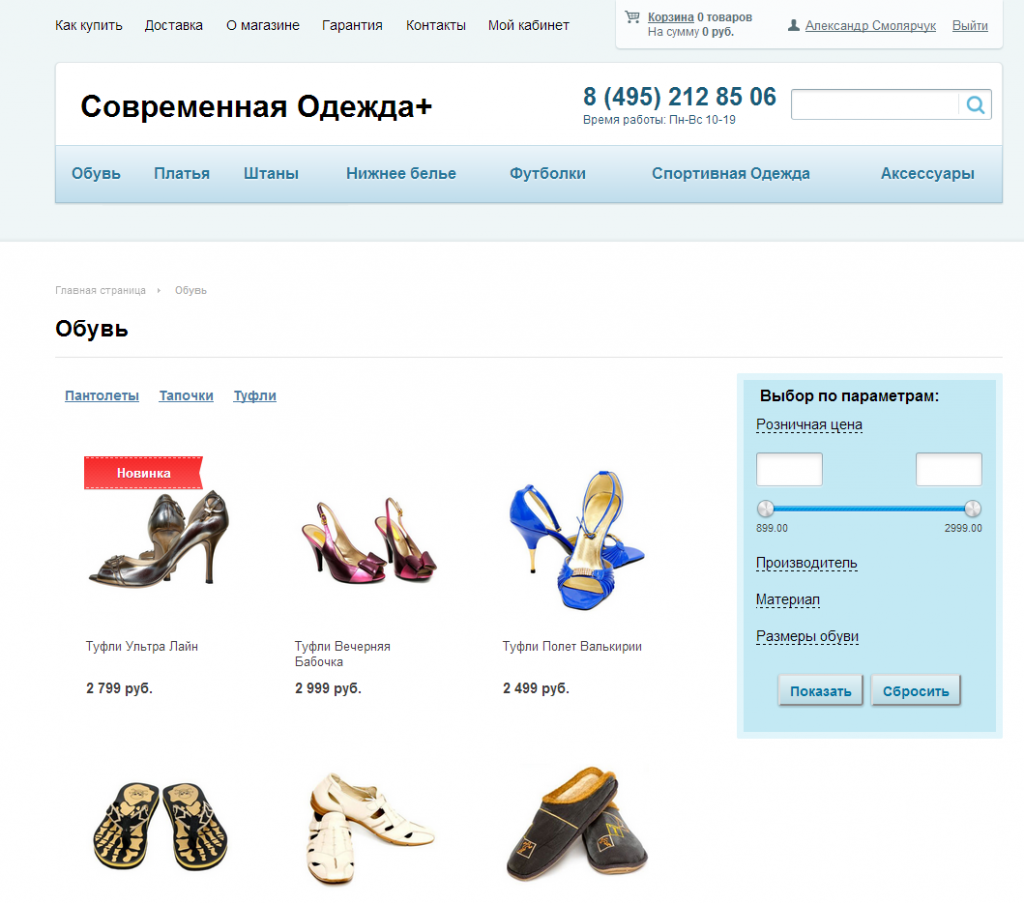 Как купить Доставка О магазине Гарантия Контакты Мой кабинет
Корзина 0 товаров
На сумму 0 руб.
Александр Смолярчук Выйти
Современная Одежда+
8 (495) 212 85 06
Время работы: Пн-Вс 10-19
Обувь Платья Штаны Нижнее белье Футболки Спортивная Одежда Аксессуары
Главная страница Обувь
Обувь
Пантолеты Тапочки Туфли
Новинка
Туфли Ультра Лайн
2 799 руб.
Туфли Вечерняя
Бабочка
2 999 руб.
Туфли Полет Валькирии
2 499 руб.
Выбор по параметрам:
Розничная цена
899.00 2999.00
Производитель
Материал
Размеры обуви
Показать Сбросить